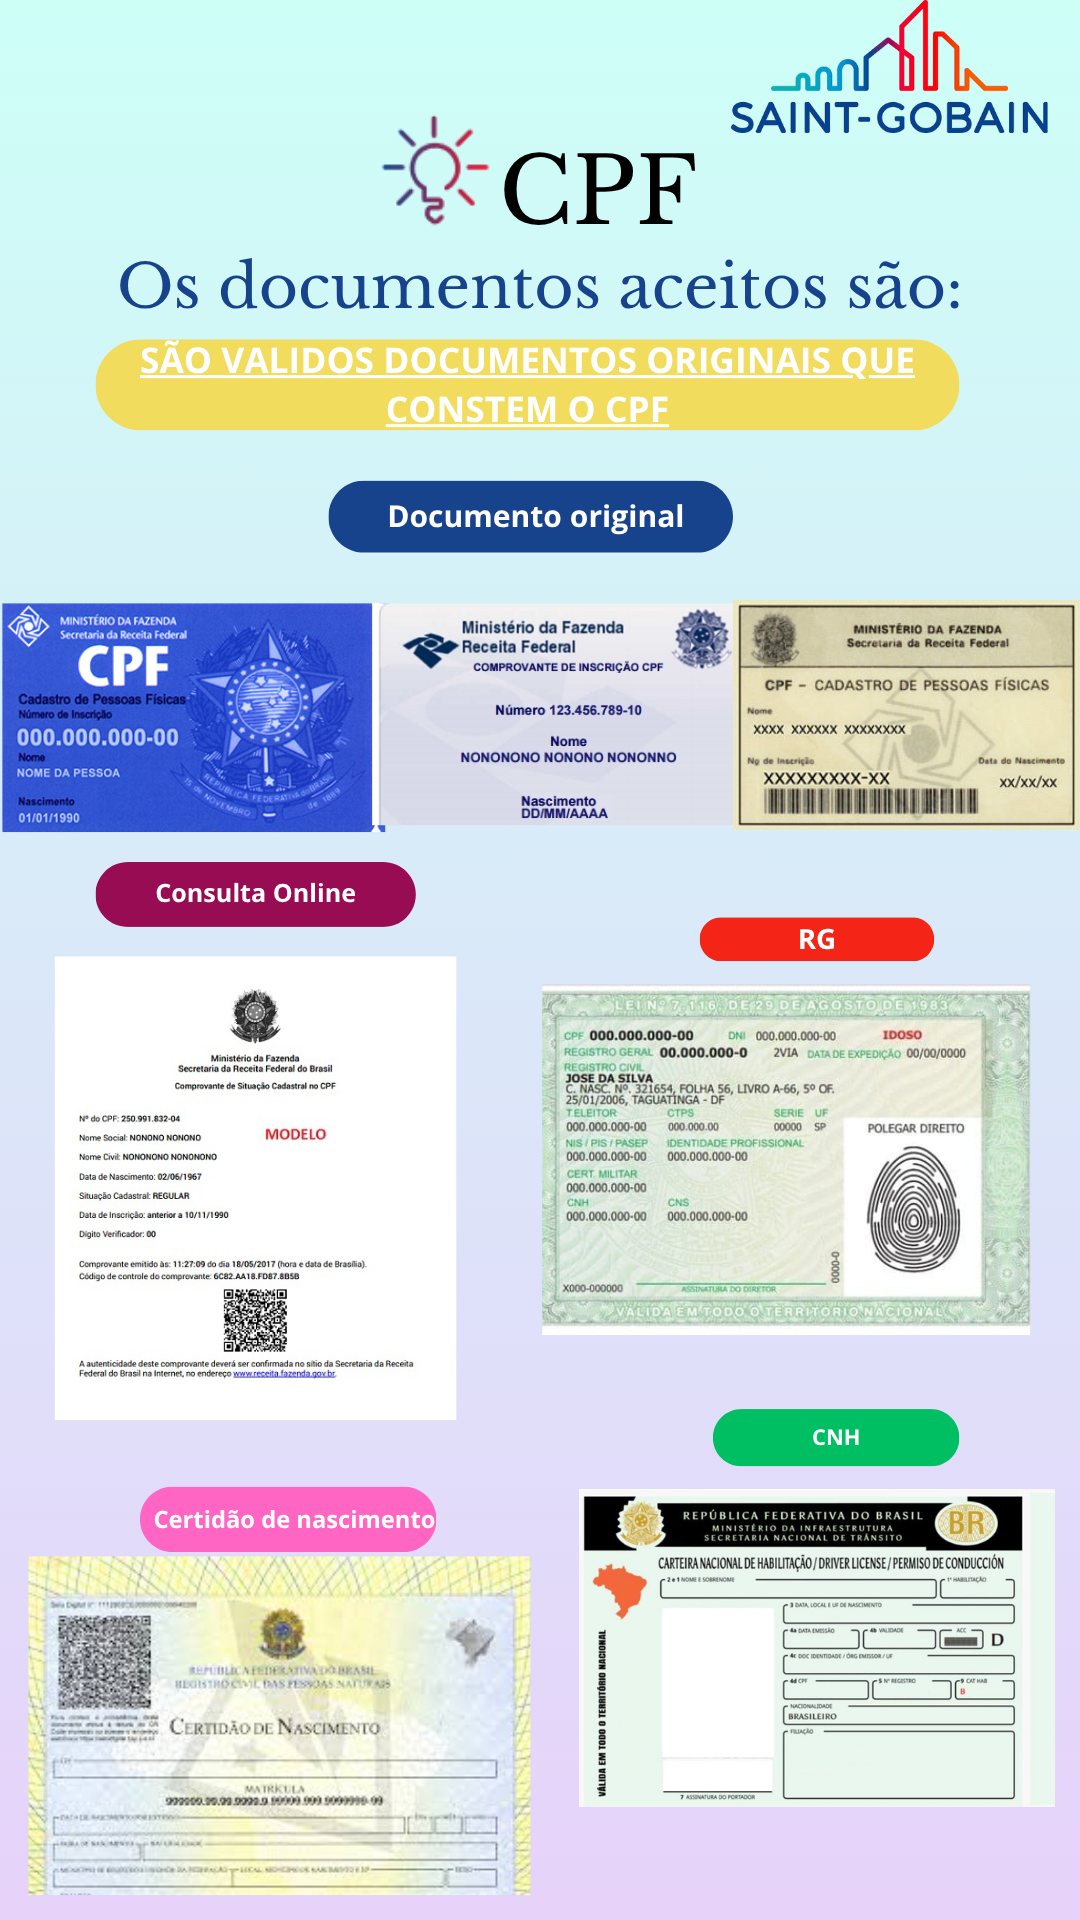 SAINT-GOBAIN
CPF
Os documentos aceitos são:
SÃO VALIDOS DOCUMENTOS ORIGINAIS QUE
CONSTEM O CPF
Documento original
MINISTÉRIO DA FAZENDA
Secretaria da Receita Federal
CPF
Cadastro de Pessoas Físicas
Número de Inscrição
000.000.000-00
Nome
NOME DA PESSOA
Nascimento
01/01/1990
REPÚBLICA FEDERATIVA DO BRASIL
15 de NOVEMBRO de 1889
Ministério da Fazenda
Receita Federal
COMPROVANTE DE INSCRIÇÃO CPF
Número 123.456.789-10
Nome
NONONONO NONONO NONONNO
Nascimento
DD/MM/AAAA
MINISTÉRIO DA FAZENDA
Secretaria da Receita Federal
CPF – CADASTRO DE PESSOAS FÍSICAS
Nome
XXXX XXXXXX XXXXXXXX
Nº de Inscrição
Data do Nascimento
XXXXXXXXX-XX
XX/XX/XX
Consulta Online
Ministério da Fazenda
Secretaria da Receita Federal do Brasil
Comprovante de Situação Cadastral no CPF
Nº do CPF: 250.991.832-04
Nome Social: NONONO NONONO
MODELO
Nome Civil: NONONONO NONONONO
Data de Nascimento: 02/06/1967
Situação Cadastral: REGULAR
Data de Inscrição: anterior a 10/11/1990
Digito Verificador: 00
Comprovante emitido às: 11:27:09 do dia 18/05/2017 (hora e data de Brasília).
Código de controle do comprovante: 6C82.AA18.FD87.8B5B
A autenticidade deste comprovante deverá ser confirmada no sítio da Secretaria da Receita
Federal do Brasil na Internet, no endereço www.receita.fazenda.gov.br.
RG
LEI Nº 7.116, DE 29 DE AGOSTO DE 1983
CPF 000.000.000-00 DNI 000.000.000-00 IDOSO
REGISTRO GERAL 00.000.000-0 2VIA DATA DE EXPEDIÇÃO 00/00/0000
REGISTRO CIVIL
JOSE DA SILVA
C. NASC. Nº. 321654, FOLHA 56, LIVRO A-66, 5º OF.
25/01/2006, TAGUATINGA - DF
T.ELEITOR CTPS SERIE UF
000.000.000-00 000.000.00 00000 SP
POLEGAR DIREITO
NIS / PIS / PASEP IDENTIDADE PROFISSIONAL
000.000.000-00 000.000.000-00
CERT. MILITAR
000.000.000-00
CNH CNS
000.000.000-00 000.000.000-00
0000-0
X000-000000
ASSINATURA DO DIRETOR
VÁLIDA EM TODO O TERRITÓRIO NACIONAL
CNH
REPÚBLICA FEDERATIVA DO BRASIL
MINISTÉRIO DA INFRAESTRUTURA
SECRETARIA NACIONAL DE TRÂNSITO
BR
CARTEIRA NACIONAL DE HABILITAÇÃO / DRIVER LICENSE / PERMISO DE CONDUCCIÓN
2 e 1 NOME E SOBRENOME
1ª HABILITAÇÃO
3 DATA, LOCAL E UF DE NASCIMENTO
4a DATA EMISSÃO
4b VALIDADE
ACC
D
4c DOC IDENTIDADE / ÓRG EMISSOR / UF
4d CPF
5 Nº REGISTRO
9 CAT HAB
B
NACIONALIDADE
BRASILEIRO
FILIAÇÃO
7 ASSINATURA DO PORTADOR
VÁLIDA EM TODO O TERRITÓRIO NACIONAL
Certidão de nascimento
REPÚBLICA FEDERATIVA DO BRASIL
REGISTRO CIVIL DAS PESSOAS NATURAIS
CERTIDÃO DE NASCIMENTO
CPF
MATRÍCULA